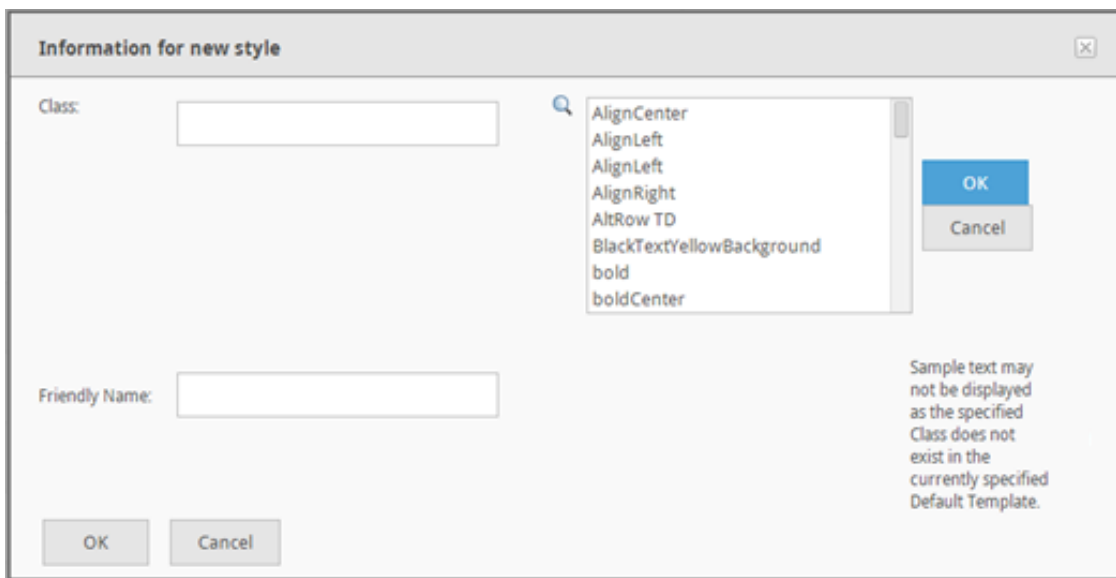 Information for new style
Class:
AlignCenter
AlignLeft
AlignLeft
AlignRight
AltRow TD
BlackTextYellowBackground
bold
boldCenter
OK
Cancel
Friendly Name:
Sample text may
not be displayed
as the specified
Class does not
exist in the
currently specified
Default Template.
OK
Cancel